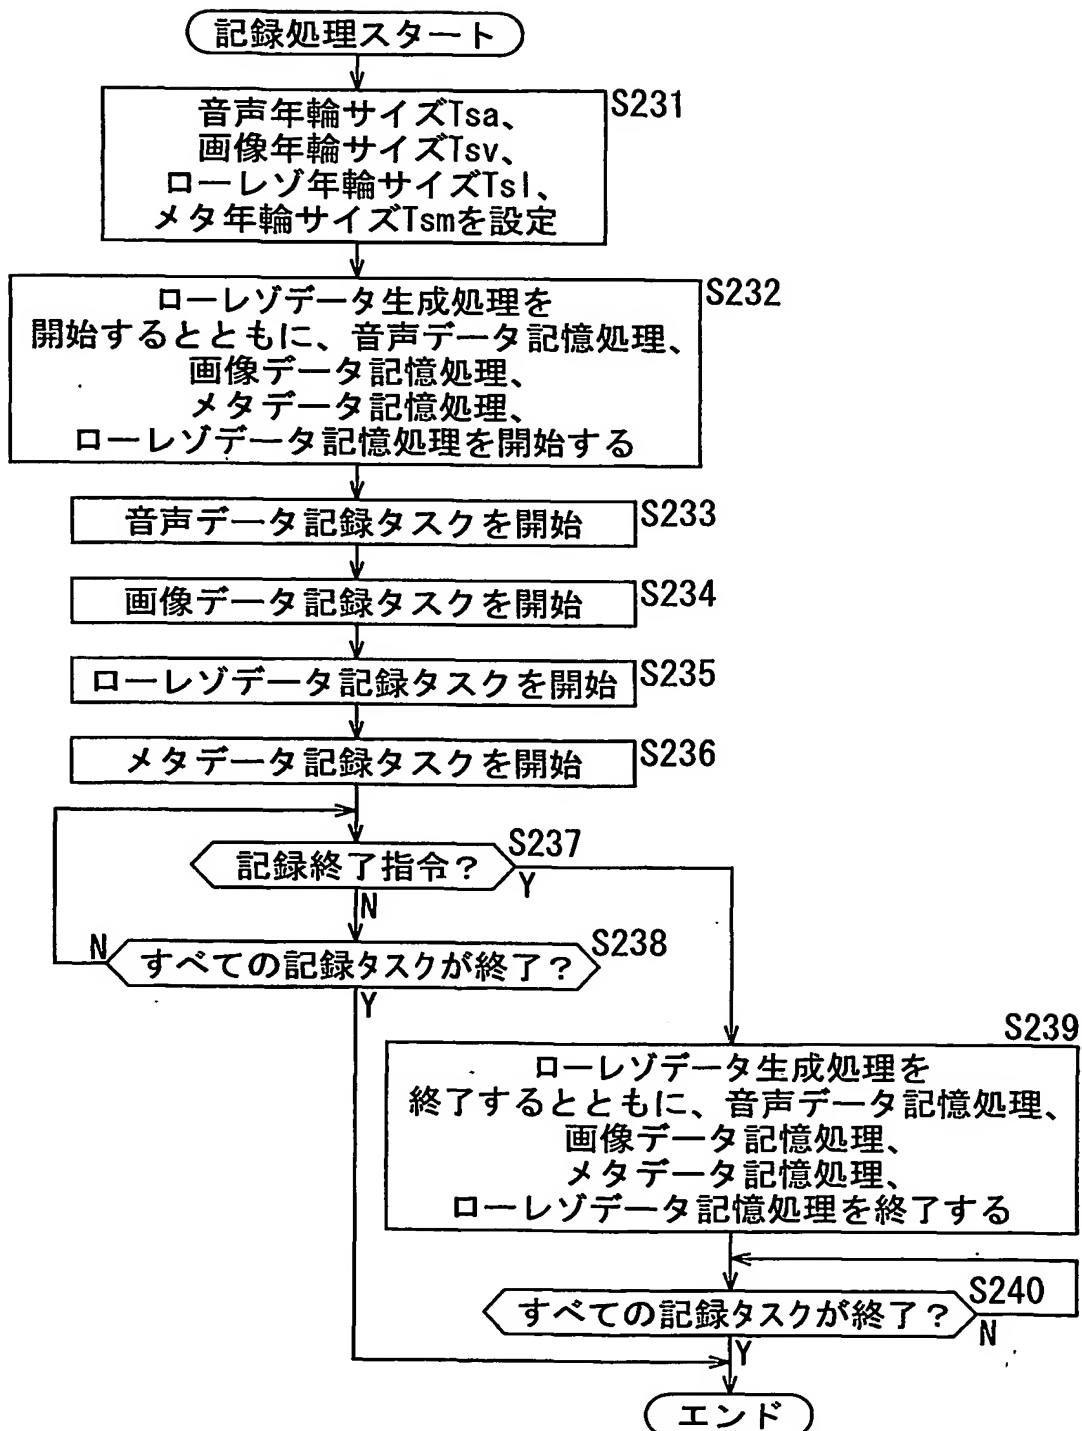 記録処理スタート
S231
音声年輪サイズTsa、
画像年輪サイズTsv、
ローレゾ年輪サイズTsl、
メタ年輪サイズTsmを設定
S232
ローレゾデータ生成処理を
開始するとともに、音声データ記憶処理、
画像データ記憶処理、
メタデータ記憶処理、
ローレゾデータ記憶処理を開始する
音声データ記録タスクを開始 S233
画像データ記録タスクを開始 S234
ローレゾデータ記録タスクを開始 S235
メタデータ記録タスクを開始 S236
記録終了指令? S237
Y
N
すべての記録タスクが終了? S238
N
Y
S239
ローレゾデータ生成処理を
終了するとともに、音声データ記憶処理、
画像データ記憶処理、
メタデータ記憶処理、
ローレゾデータ記憶処理を終了する
すべての記録タスクが終了? S240
N
Y
エンド